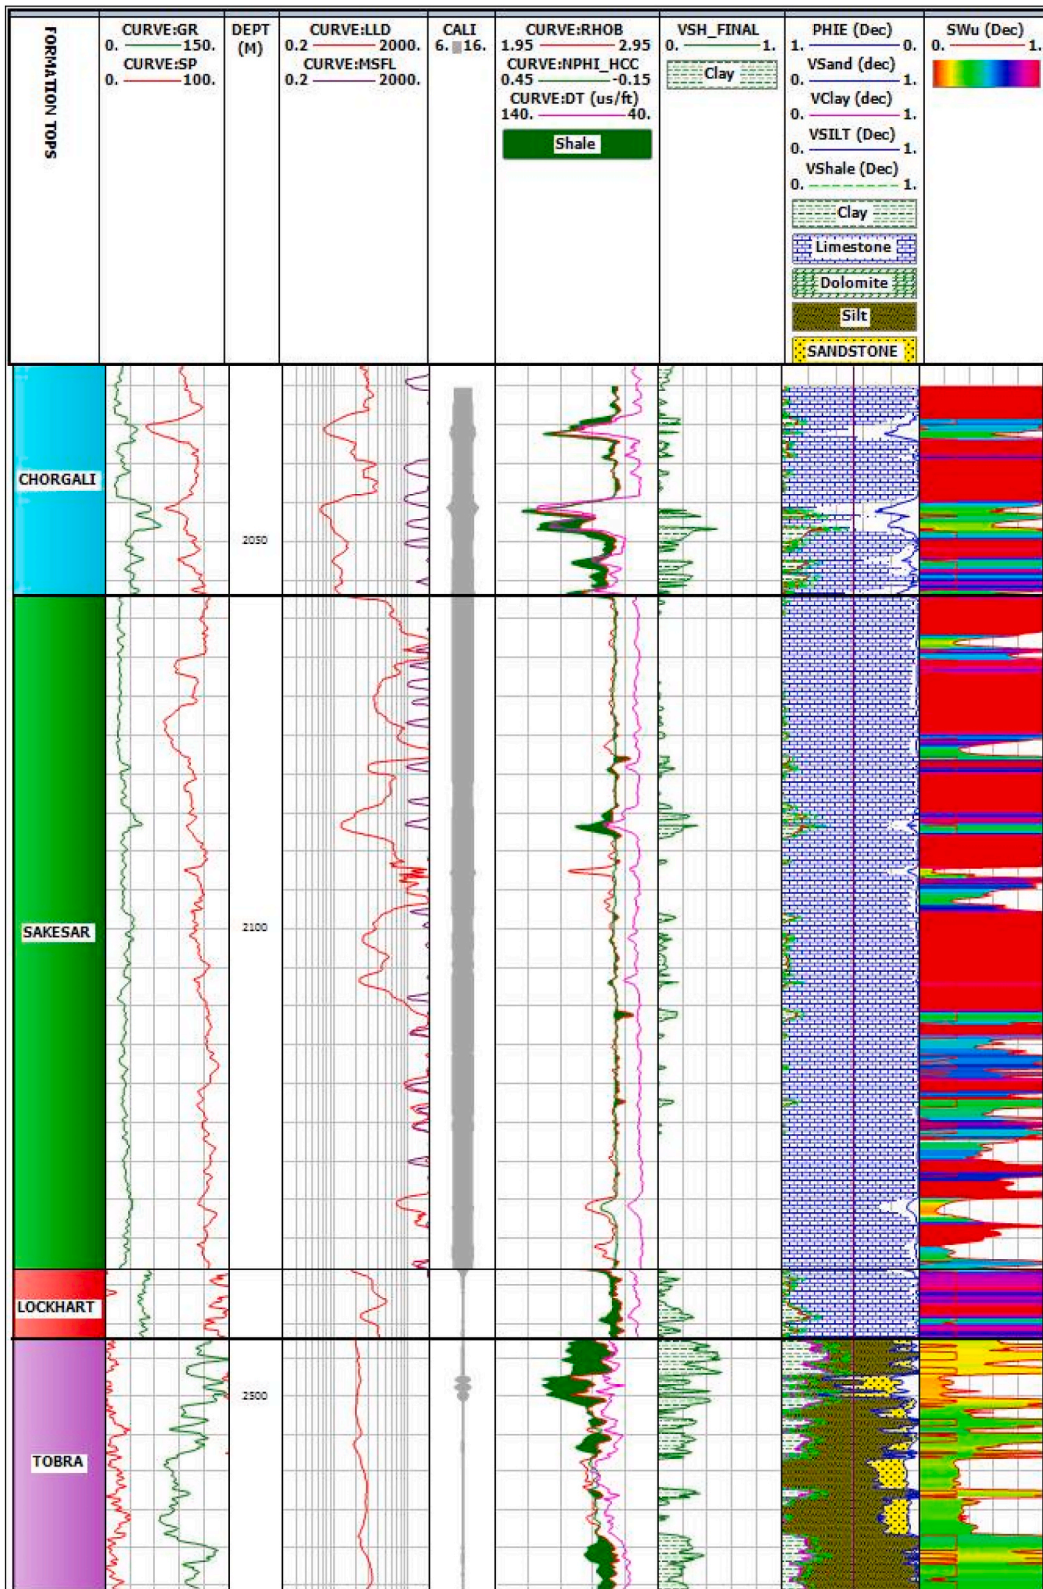 FORMATION TOPS
CURVE:GR
0. 150.
CURVE:SP
0. 100.
DEPT
(M)
CURVE:LLD
0.2 2000.
CURVE:MSFL
0.2 2000.
CALI
6. 16.
CURVE:RHOB
1.95 2.95
CURVE:NPHI_HCC
0.45 -0.15
CURVE:DT (us/ft)
140. 40.
Shale
VSH_FINAL
0. 1.
Clay
PHIE (Dec)
1. 0.
VSand (dec)
0. 1.
VClay (dec)
0. 1.
VSILT (Dec)
0. 1.
VShale (Dec)
0. 1.
Clay
Limestone
Dolomite
Silt
SANDSTONE
SWu (Dec)
0. 1.
CHORGALI
2050
SAKESAR
2100
LOCKHART
2500
TOBRA